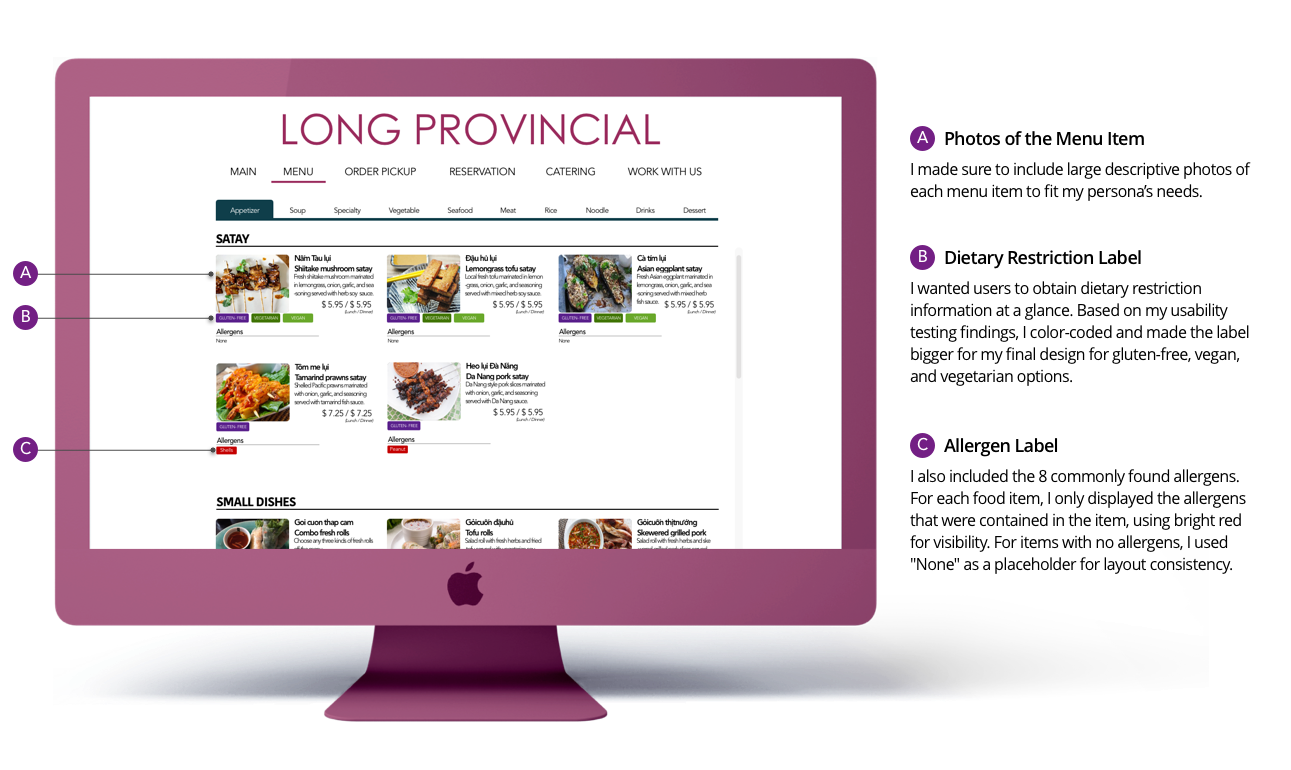 LONG PROVINCIAL
MAIN MENU ORDER PICKUP RESERVATION CATERING WORK WITH US
Appetizer Soup Specialty Vegetable Seafood Meat Rice Noodle Drinks Dessert
SATAY
A
B
Nấm Tàu lụi
Shiitake mushroom satay
Fresh shiitake mushroom marinated
in lemongrass, onion, garlic, and sea
-soning served with herb soy sauce.
$ 5.95 / $ 5.95
(Lunch / Dinner)
GLUTEN- FREE VEGETARIAN VEGAN
Allergens
None
Đậu hủ lụi
Lemongrass tofu satay
Local fresh tofu marinated in lemon
-grass, onion, garlic, and seasoning
served with mixed herb soy sauce.
$ 5.95 / $ 5.95
(Lunch / Dinner)
GLUTEN- FREE VEGETARIAN VEGAN
Allergens
None
Cà tím lụi
Asian eggplant satay
Fresh Asian eggplant marinated in
lemongrass, onion, garlic, and sea
-soning served with mixed herb
fish sauce.
$ 5.95 / $ 5.95
(Lunch / Dinner)
GLUTEN- FREE VEGETARIAN VEGAN
Allergens
None
Tôm me lụi
Tamarind prawns satay
Shelled Pacific prawns marinated
with onion, garlic, and seasoning
served with tamarind fish sauce.
$ 7.25 / $ 7.25
(Lunch / Dinner)
GLUTEN- FREE
Allergens
C
Shells
Heo lụi Đà Nẵng
Da Nang pork satay
Da Nang style pork slices marinated
with onion, garlic, and seasoning
served with Da Nang sauce.
$ 5.95 / $ 5.95
(Lunch / Dinner)
GLUTEN- FREE
Allergens
Peanut
SMALL DISHES
Goi cuon thap cam
Combo fresh rolls
Choose any three kinds of fresh rolls
Gỏicuốn đậuhủ
Tofu rolls
Salad roll with fresh herbs and fried
Gỏicuốn thịtnướng
Skewered grilled pork
Salad roll with fresh herbs and ske
A Photos of the Menu Item
I made sure to include large descriptive photos of
each menu item to fit my persona’s needs.
B Dietary Restriction Label
I wanted users to obtain dietary restriction
information at a glance. Based on my usability
testing findings, I color-coded and made the label
bigger for my final design for gluten-free, vegan,
and vegetarian options.
C Allergen Label
I also included the 8 commonly found allergens.
For each food item, I only displayed the allergens
that were contained in the item, using bright red
for visibility. For items with no allergens, I used
"None" as a placeholder for layout consistency.